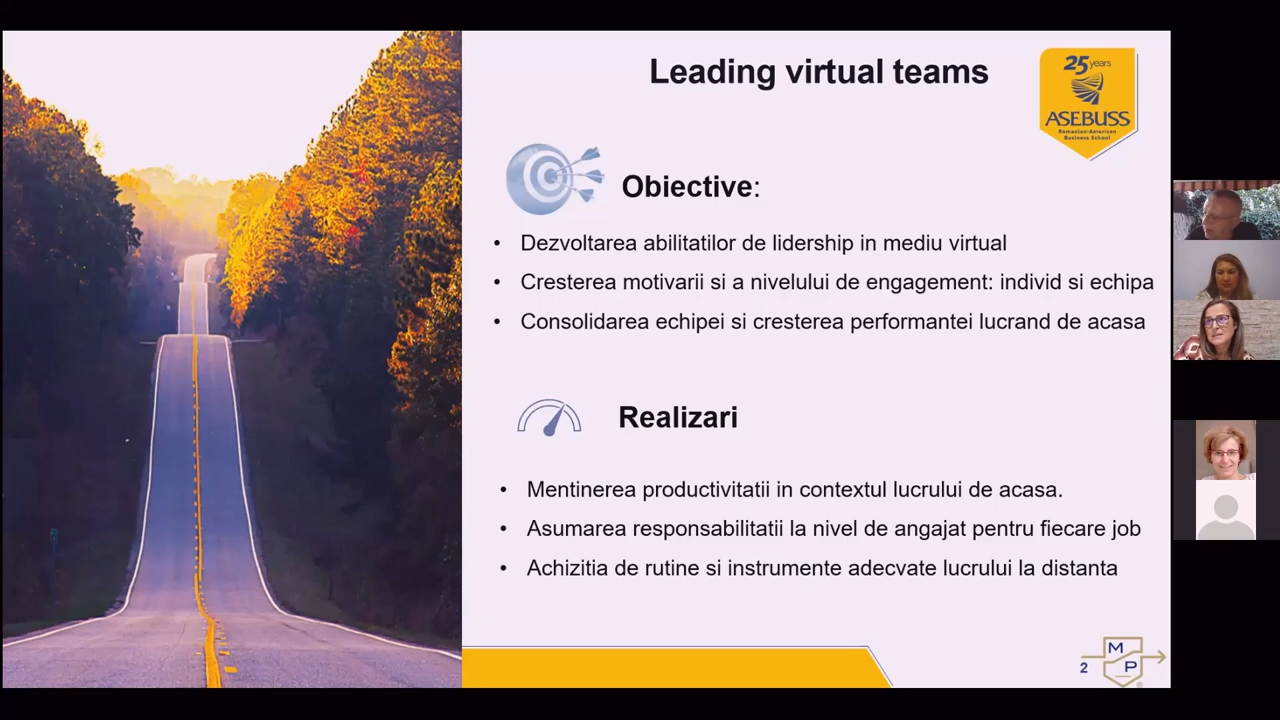 Leading virtual teams
25 years
ASEBUSS
Romanian-American
Business School
Obiective:
• Dezvoltarea abilitatilor de lidership in mediu virtual
• Cresterea motivarii si a nivelului de engagement: individ si echipa
• Consolidarea echipei si cresterea performantei lucrand de acasa
Realizari
• Mentinerea productivitatii in contextul lucrului de acasa.
• Asumarea responsabilitatii la nivel de angajat pentru fiecare job
• Achizitia de rutine si instrumente adecvate lucrului la distanta
M
2 P